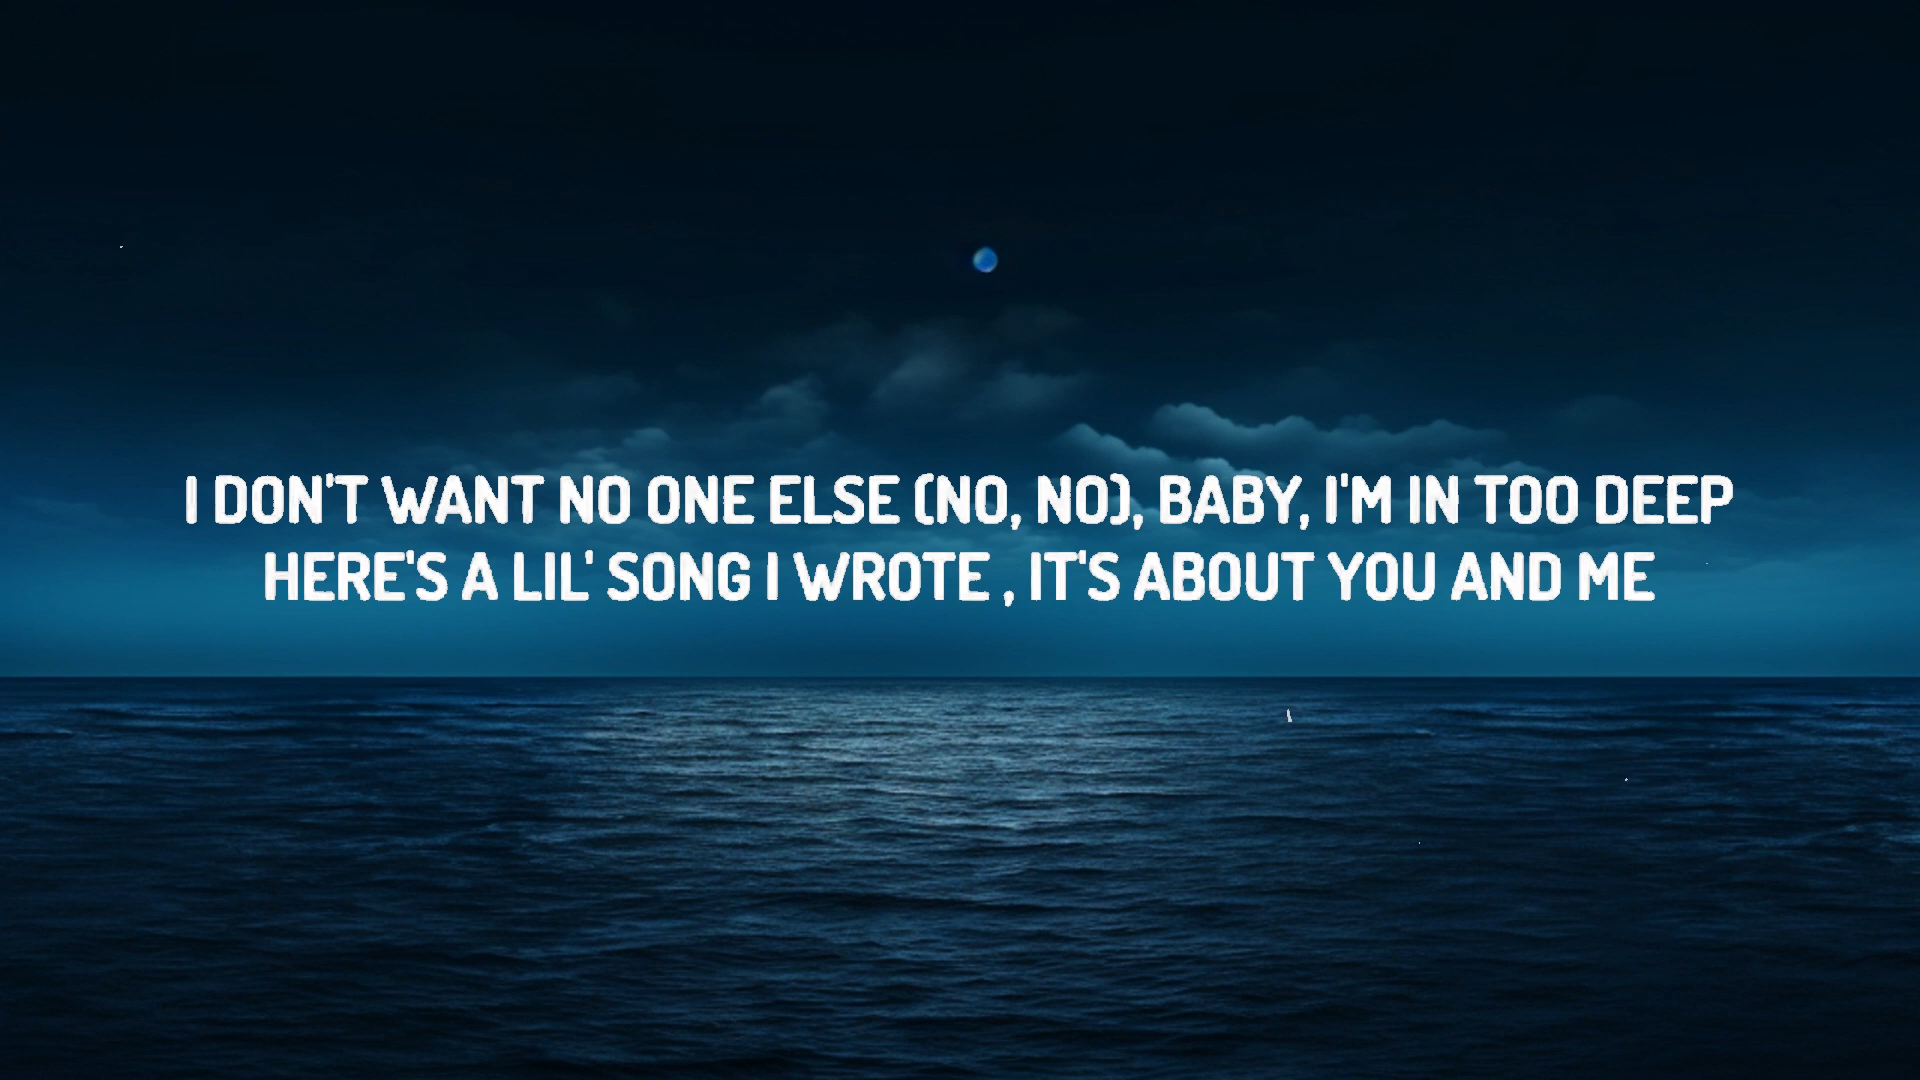 I DON'T WANT NO ONE ELSE (NO, NO), BABY, I'M IN TOO DEEP
HERE'S A LIL' SONG I WROTE , IT'S ABOUT YOU AND ME